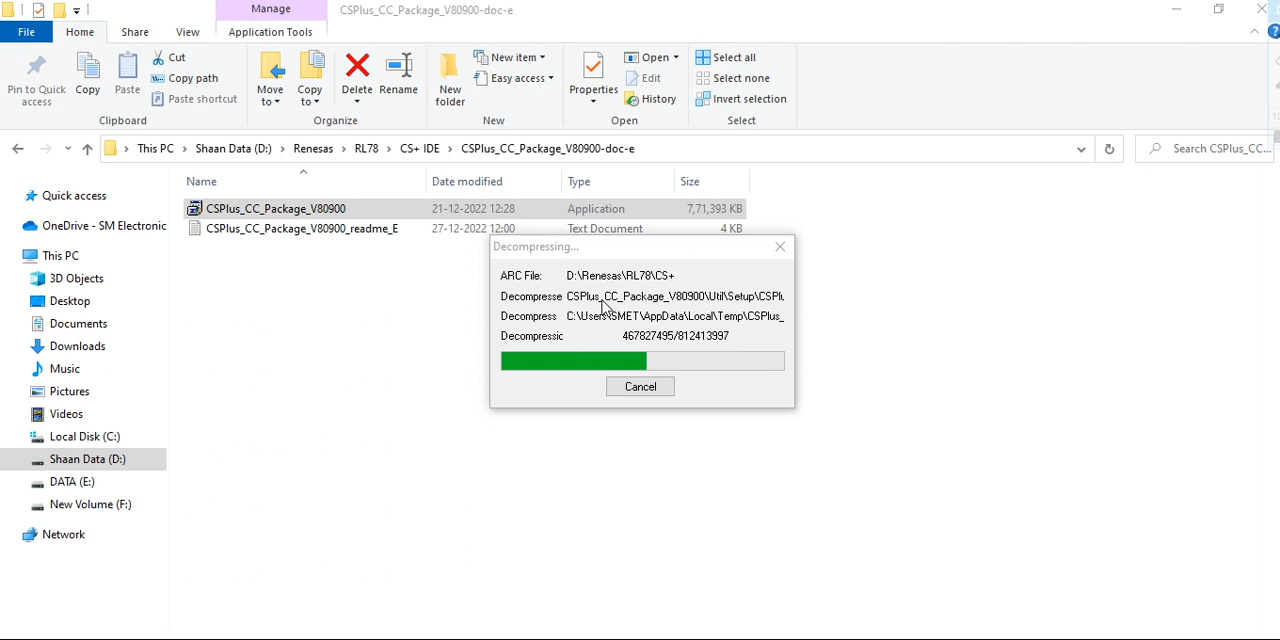 Manage
CSPlus_CC_Package_V80900-doc-e
File
Home
Share
View
Application Tools
Pin to Quick access
Copy
Paste
Cut
Copy path
Paste shortcut
Clipboard
Move to
Copy to
Delete
Rename
Organize
New folder
New item
Easy access
New
Properties
Open
Edit
History
Open
Select all
Select none
Invert selection
Select
This PC
Shaan Data (D:)
Renesas
RL78
CS+ IDE
CSPlus_CC_Package_V80900-doc-e
Search CSPlus_CC...
Name
Date modified
Type
Size
CSPlus_CC_Package_V80900
21-12-2022 12:28
Application
7,71,393 KB
CSPlus_CC_Package_V80900_readme_E
27-12-2022 12:00
Text Document
4 KB
Quick access
OneDrive - SM Electronic
This PC
3D Objects
Desktop
Documents
Downloads
Music
Pictures
Videos
Local Disk (C:)
Shaan Data (D:)
DATA (E:)
New Volume (F:)
Network
Decompressing...
ARC File: D:\Renesas\RL78\CS+
Decompresse CSPlus_CC_Package_V80900\Util\Setup\CSPlu
Decompress C:\Users\SMET\AppData\Local\Temp\CSPlus_
Decompressic 467827495/812413997
Cancel